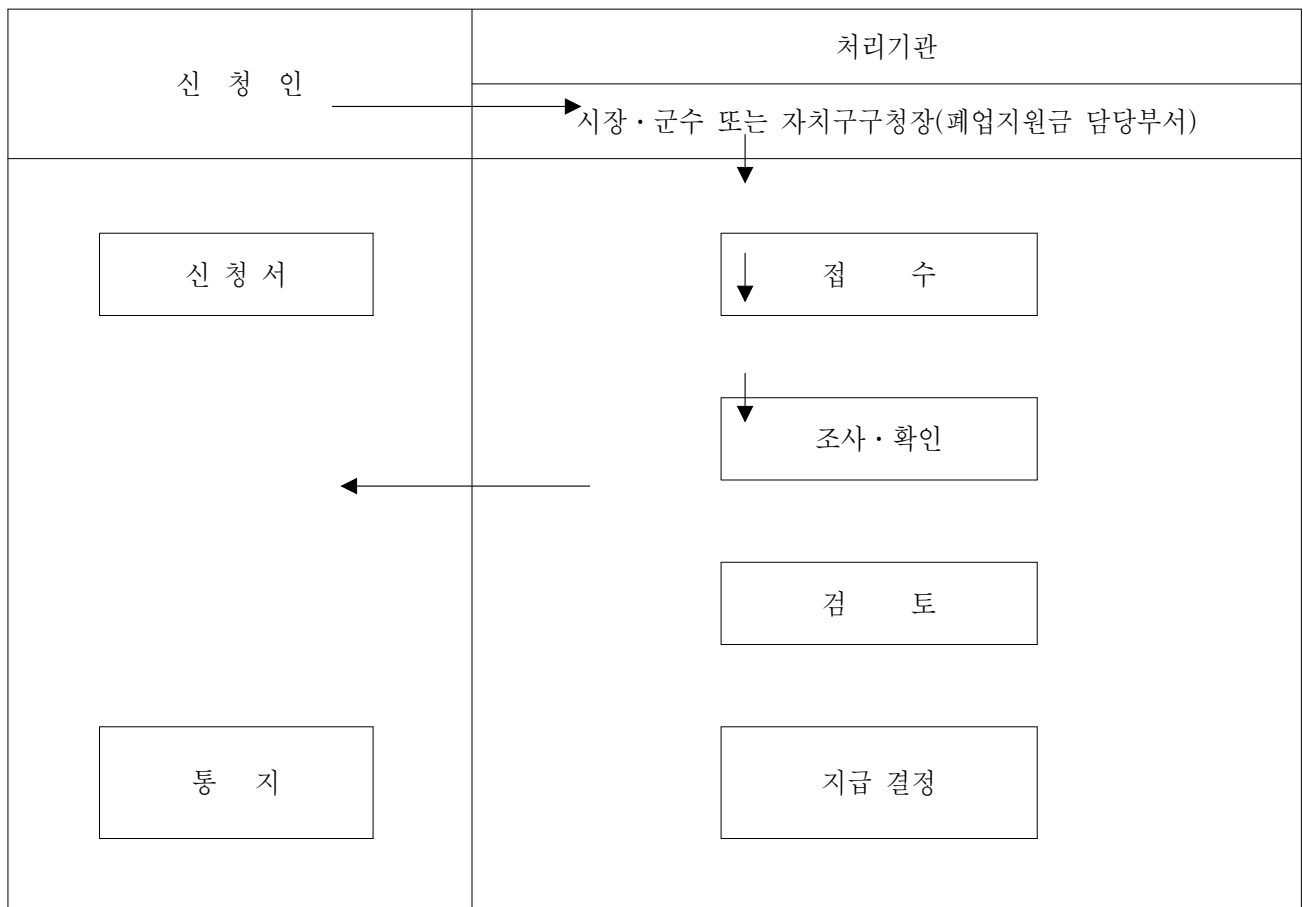 신 청 인
처리기관
시장·군수 또는 자치구구청장(폐업지원금 담당부서)
신 청 서
접 수
조사·확인
검 토
통 지
지급 결정